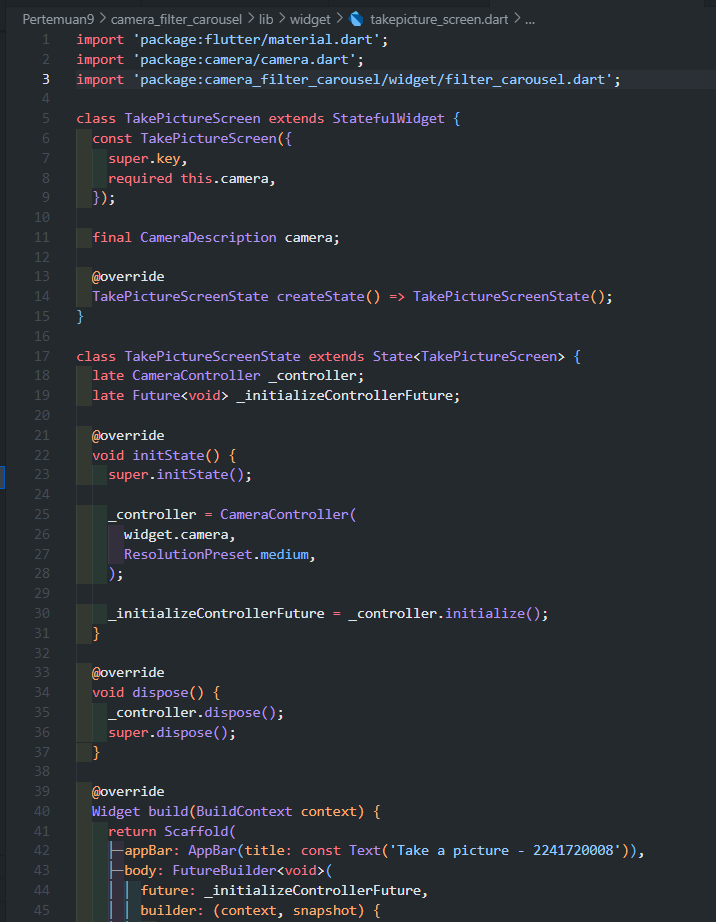 Pertemuan9 > camera_filter_carousel > lib > widget > takepicture_screen.dart > ...
1 import 'package:flutter/material.dart';
2 import 'package:camera/camera.dart';
3 import 'package:camera_filter_carousel/widget/filter_carousel.dart';
4
5 class TakePictureScreen extends StatefulWidget {
6   const TakePictureScreen({
7     super.key,
8     required this.camera,
9   });
10
11   final CameraDescription camera;
12
13   @override
14   TakePictureScreenState createState() => TakePictureScreenState();
15 }
16
17 class TakePictureScreenState extends State<TakePictureScreen> {
18   late CameraController _controller;
19   late Future<void> _initializeControllerFuture;
20
21   @override
22   void initState() {
23     super.initState();
24
25     _controller = CameraController(
26       widget.camera,
27       ResolutionPreset.medium,
28     );
29
30     _initializeControllerFuture = _controller.initialize();
31   }
32
33   @override
34   void dispose() {
35     _controller.dispose();
36     super.dispose();
37   }
38
39   @override
40   Widget build(BuildContext context) {
41     return Scaffold(
42       appBar: AppBar(title: const Text('Take a picture - 2241720008')),
43       body: FutureBuilder<void>(
44         future: _initializeControllerFuture,
45         builder: (context, snapshot) {